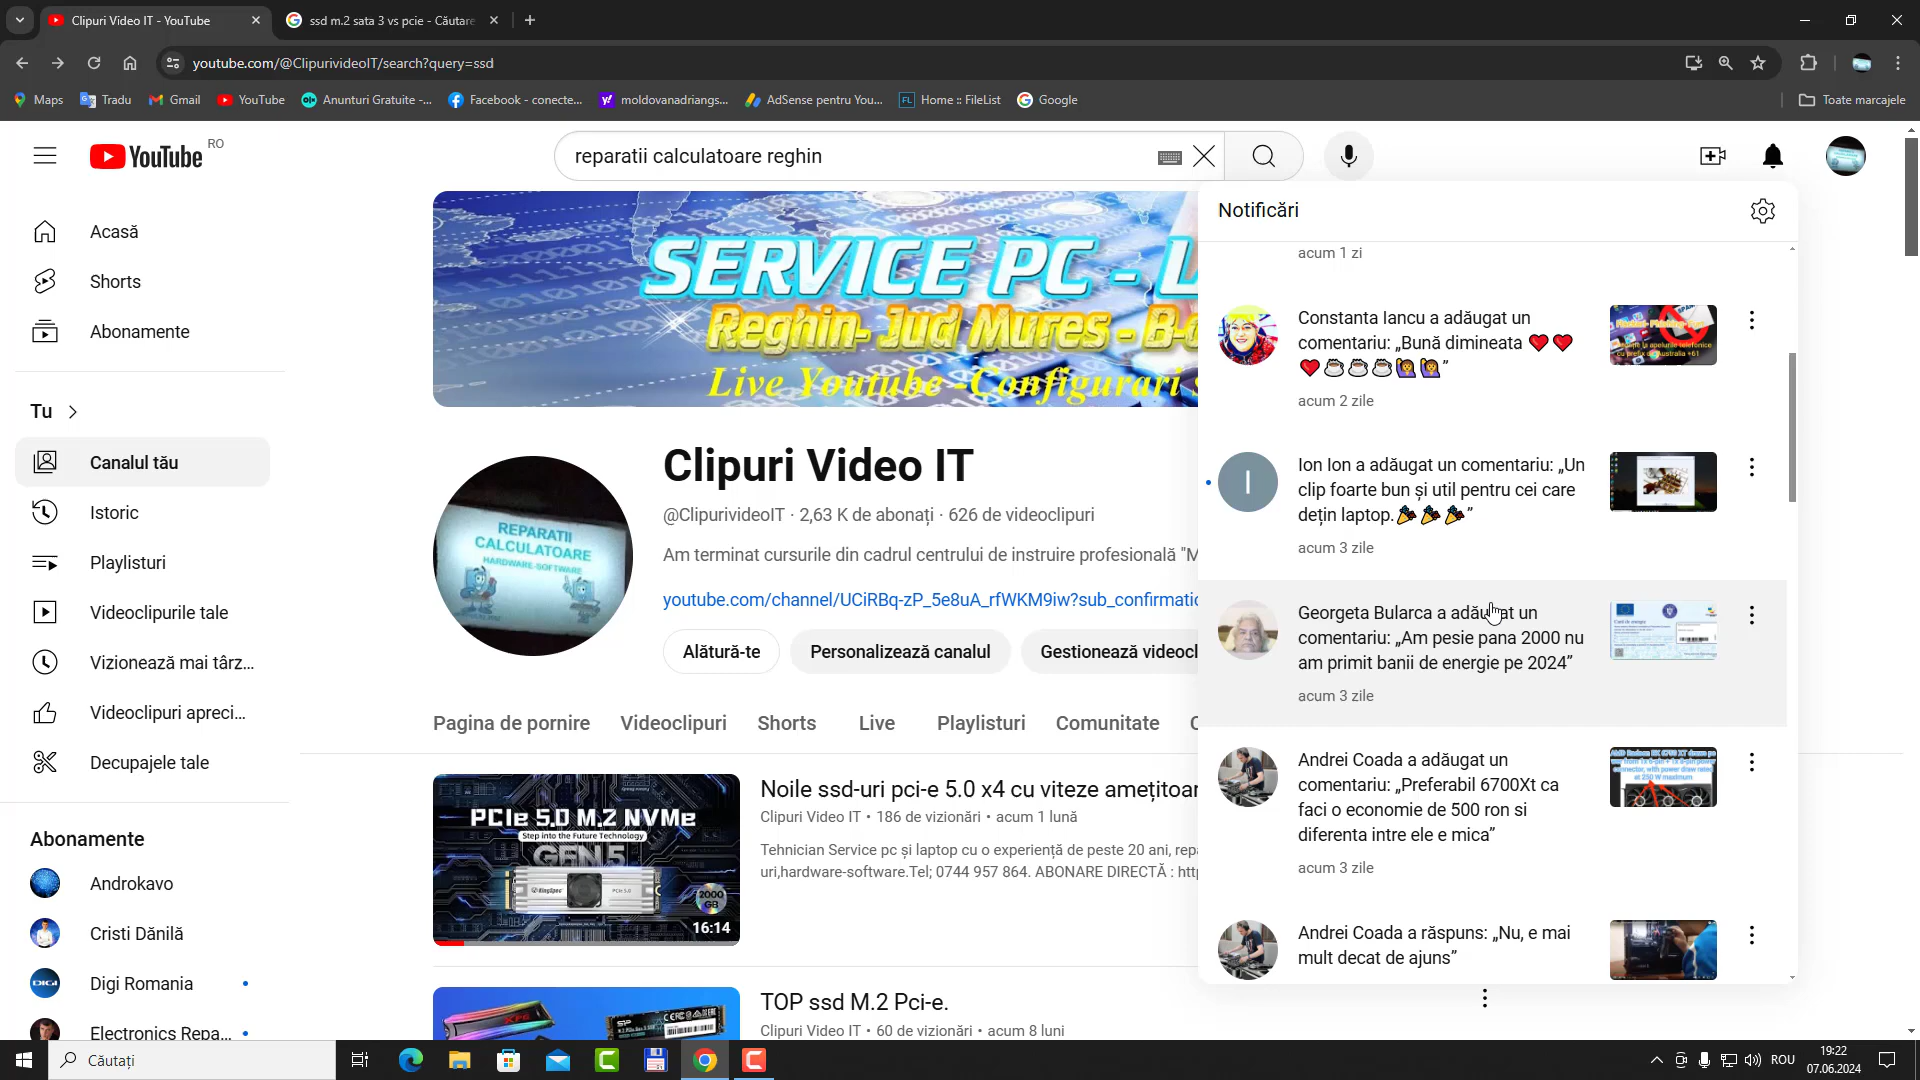 Clipuri Video IT - YouTube
ssd m.2 sata 3 vs pcie - Căutare
youtube.com/@ClipurivideoIT/search?query=ssd
Maps
Tradu
Gmail
YouTube
Anunturi Gratuite -...
Facebook - conecte...
moldovanadriangs...
AdSense pentru You...
FL
Home :: FileList
Google
Toate marcajele
YouTube
RO
reparatii calculatoare reghin
Acasă
Shorts
Abonamente
Tu
Canalul tău
Istoric
Playlisturi
Videoclipurile tale
Vizionează mai târz...
Videoclipuri apreci...
Decupajele tale
Abonamente
Androkavo
Cristi Dănilă
DIGI
Digi Romania
Electronics Repa...
SERVICE PC - L
Reghin- Jud Mures - B-
Live Youtube -Configurari s
REPARATII
CALCULATOARE
HARDWARE-SOFTWARE
Clipuri Video IT
@ClipurivideoIT · 2,63 K de abonați · 626 de videoclipuri
Am terminat cursurile din cadrul centrului de instruire profesională "M
youtube.com/channel/UCiRBq-zP_5e8uA_rfWKM9iw?sub_confirmatic
Alătură-te
Personalizează canalul
Gestionează videocl
Pagina de pornire
Videoclipuri
Shorts
Live
Playlisturi
Comunitate
PCIe 5.0 M.2 NVMe
Step into the Future Technology
GEN5
KingSpec
PCIe 5.0
2000
GB
16:14
Noile ssd-uri pci-e 5.0 x4 cu viteze amețitoar
Clipuri Video IT • 186 de vizionări • acum 1 lună
Tehnician Service pc și laptop cu o experiență de peste 20 ani, repa
uri,hardware-software.Tel; 0744 957 864. ABONARE DIRECTĂ : htt
TOP ssd M.2 Pci-e.
Clipuri Video IT • 60 de vizionări • acum 8 luni
Notificări
acum 1 zi
Constanta Iancu a adăugat un
comentariu: „Bună dimineata ❤️❤️
❤️☕☕☕🙋🙋”
acum 2 zile
I
Ion Ion a adăugat un comentariu: „Un
clip foarte bun și util pentru cei care
dețin laptop.🎉🎉🎉”
acum 3 zile
Georgeta Bularca a adăugat un
comentariu: „Am pesie pana 2000 nu
am primit banii de energie pe 2024”
acum 3 zile
Andrei Coada a adăugat un
comentariu: „Preferabil 6700Xt ca
faci o economie de 500 ron si
diferenta intre ele e mica”
acum 3 zile
Andrei Coada a răspuns: „Nu, e mai
mult decat de ajuns”
Căutați
ROU
19:22
07.06.2024